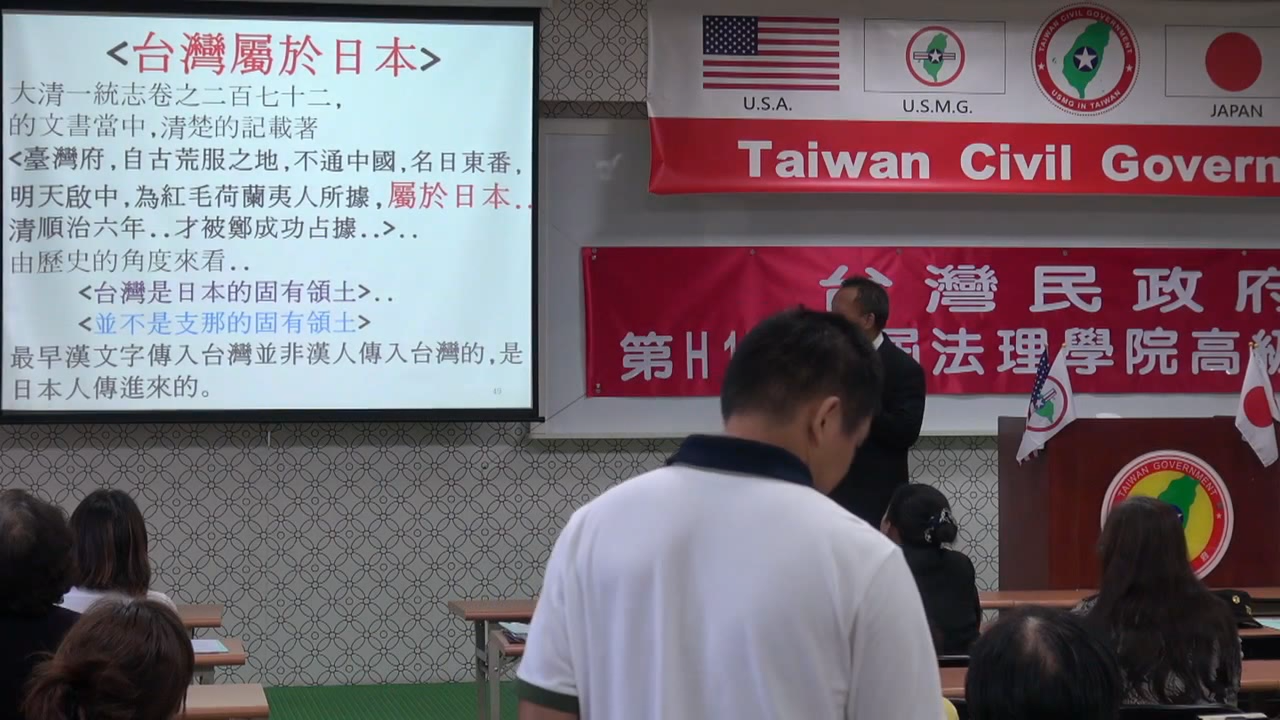 <台灣屬於日本>
大清一統志卷之二百七十二,
的文書當中,清楚的記載著
<臺灣府,自古荒服之地,不通中國,名日東番,
明天啟中,為紅毛荷蘭夷人所據,屬於日本..
清順治六年..才被鄭成功占據..>..
由歷史的角度來看..
<台灣是日本的固有領土>..
<並不是支那的固有領土>
最早漢文字傳入台灣並非漢人傳入台灣的,是
日本人傳進來的。
49
U.S.A.
U.S.M.G.
TAIWAN CIVIL GOVERNMENT
USMG IN TAIWAN
JAPAN
Taiwan Civil Govern
台灣民政府
第H1 屆法理學院高級
TAIWAN GOVERNMENT